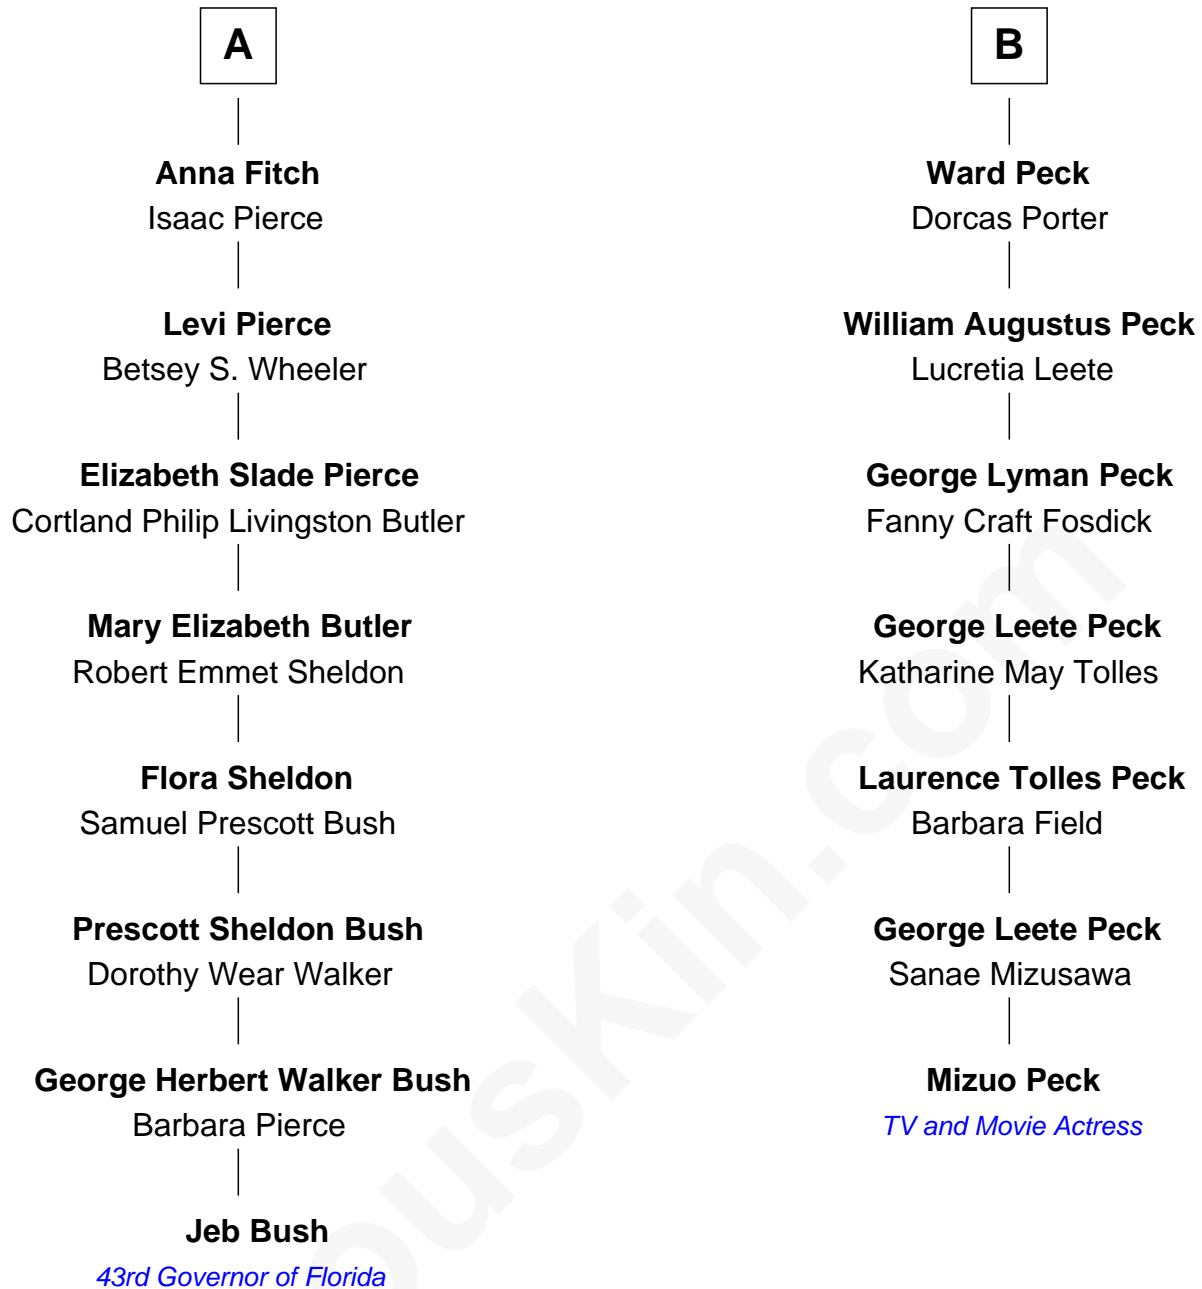 A
Anna Fitch
Isaac Pierce
Levi Pierce
Betsey S. Wheeler
Elizabeth Slade Pierce
Cortland Philip Livingston Butler
Mary Elizabeth Butler
Robert Emmet Sheldon
Flora Sheldon
Samuel Prescott Bush
Prescott Sheldon Bush
Dorothy Wear Walker
George Herbert Walker Bush
Barbara Pierce
Jeb Bush
43rd Governor of Florida
B
Ward Peck
Dorcas Porter
William Augustus Peck
Lucretia Leete
George Lyman Peck
Fanny Craft Fosdick
George Leete Peck
Katharine May Tolles
Laurence Tolles Peck
Barbara Field
George Leete Peck
Sanae Mizusawa
Mizuo Peck
TV and Movie Actress
ousKin.com